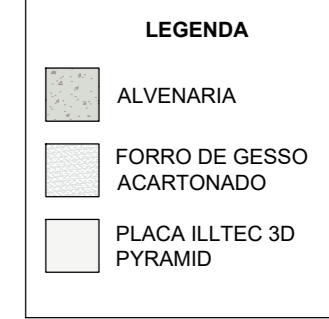 LEGENDA
ALVENARIA
FORRO DE GESSO
ACARTONADO
PLACA ILLTEC 3D
PYRAMID